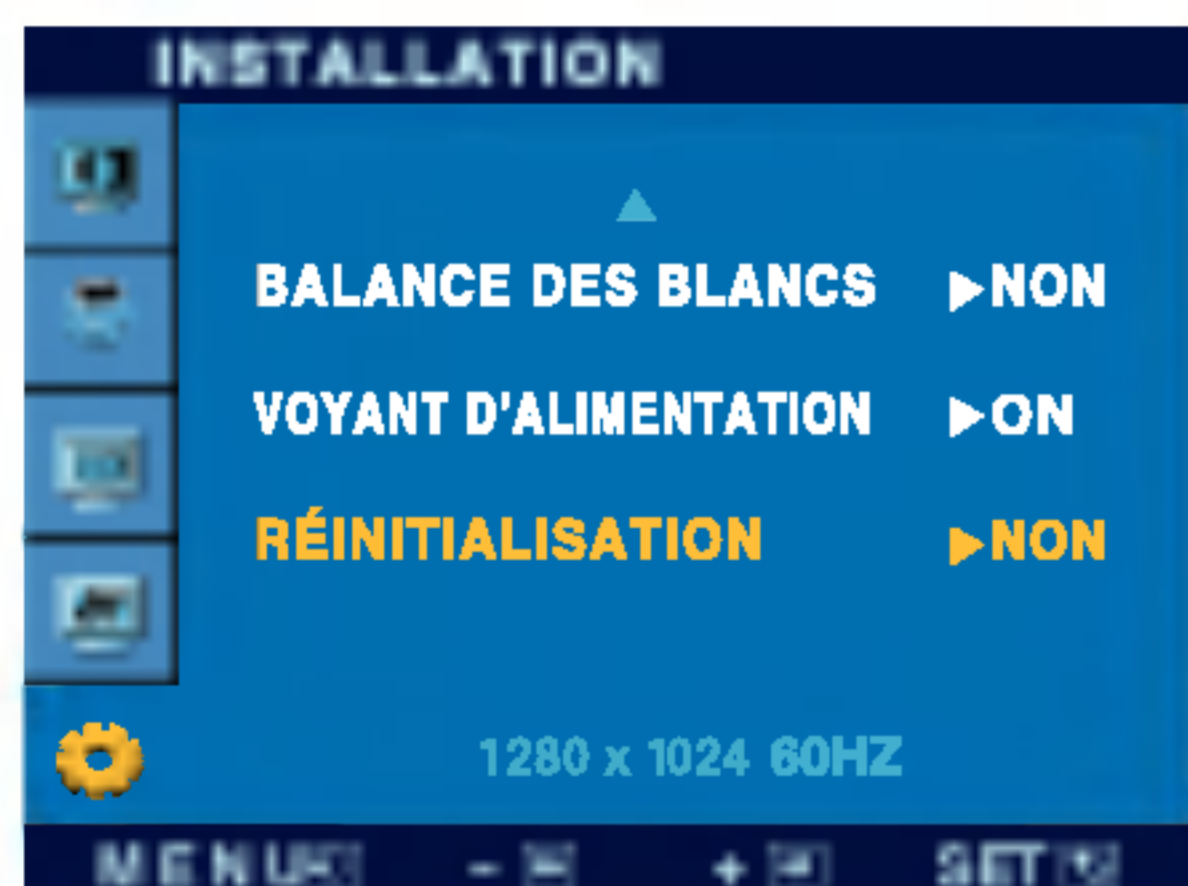 INSTALLATION
BALANCE DES BLANCS ▶NON
VOYANT D'ALIMENTATION ▶ON
RÉINITIALISATION ▶NON
1280 x 1024 60HZ
MENU - + SET